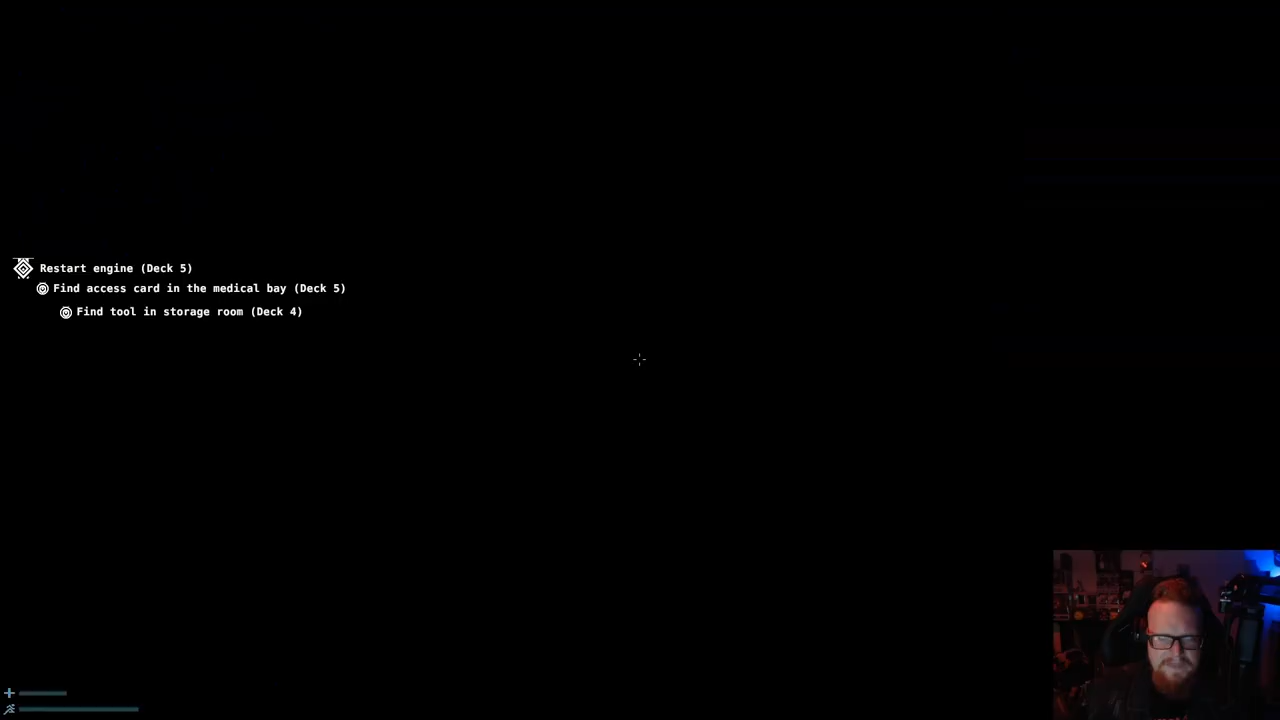 Restart engine (Deck 5)
Find access card in the medical bay (Deck 5)
Find tool in storage room (Deck 4)